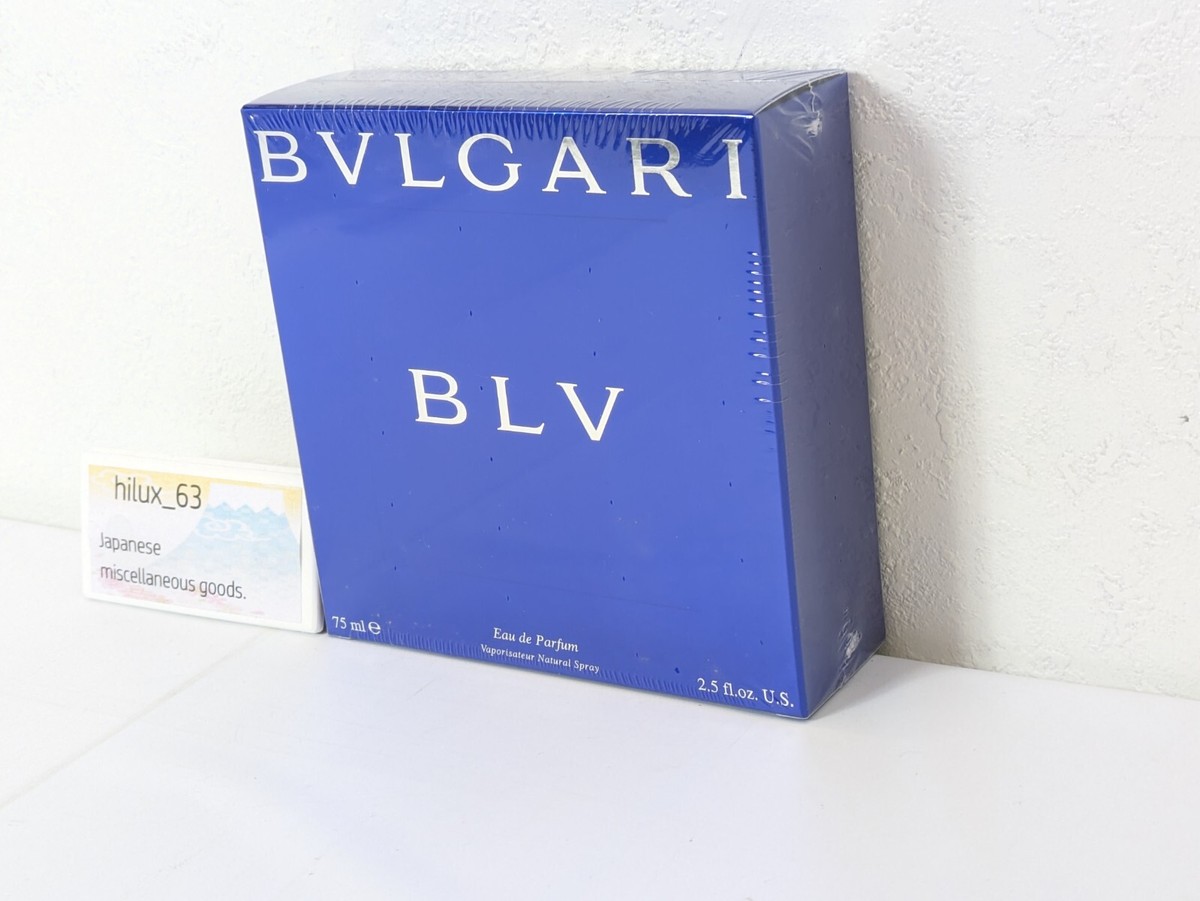 BVLGARI
BLV
75 ml ℮
Eau de Parfum
Vaporisateur Natural Spray
2.5 fl.oz. U.S.
hilux_63
Japanese
miscellaneous goods.